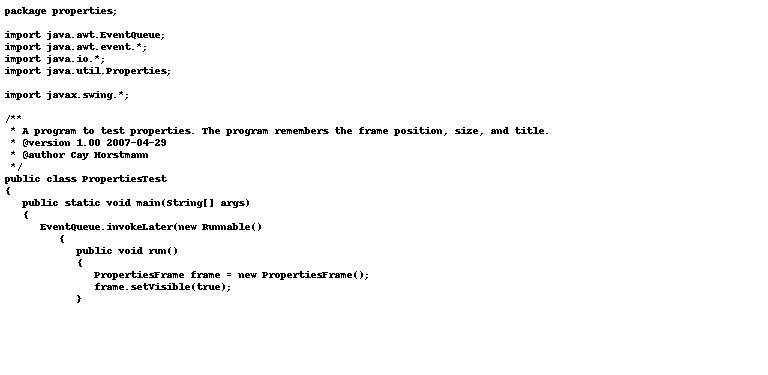 package properties;

import java.awt.EventQueue;
import java.awt.event.*;
import java.io.*;
import java.util.Properties;

import javax.swing.*;

/**
 * A program to test properties. The program remembers the frame position, size, and title.
 * @version 1.00 2007-04-29
 * @author Cay Horstmann
 */
public class PropertiesTest
{
   public static void main(String[] args)
   {
      EventQueue.invokeLater(new Runnable()
         {
            public void run()
            {
               PropertiesFrame frame = new PropertiesFrame();
               frame.setVisible(true);
            }